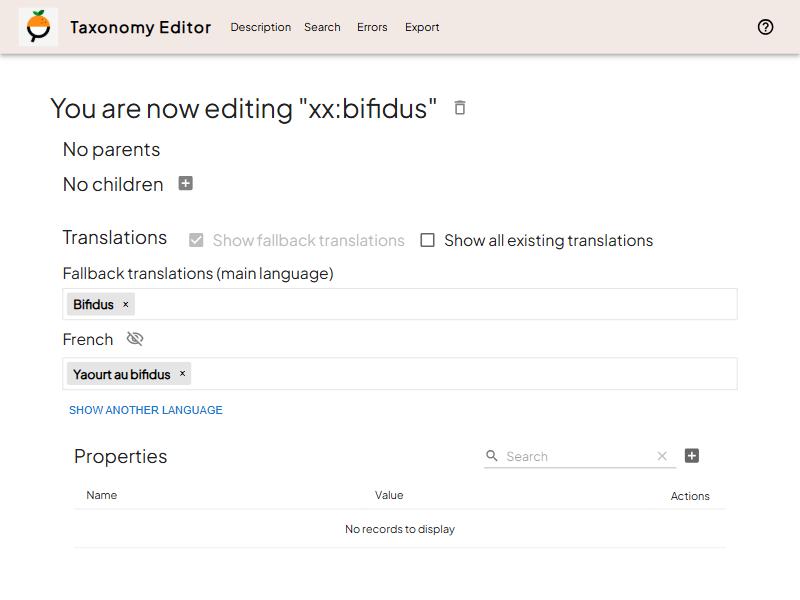 Taxonomy Editor Description Search Errors Export
You are now editing "xx:bifidus"
No parents
No children
Translations Show fallback translations Show all existing translations
Fallback translations (main language)
Bifidus ×
French
Yaourt au bifidus ×
SHOW ANOTHER LANGUAGE
Properties Search
Name Value Actions
No records to display